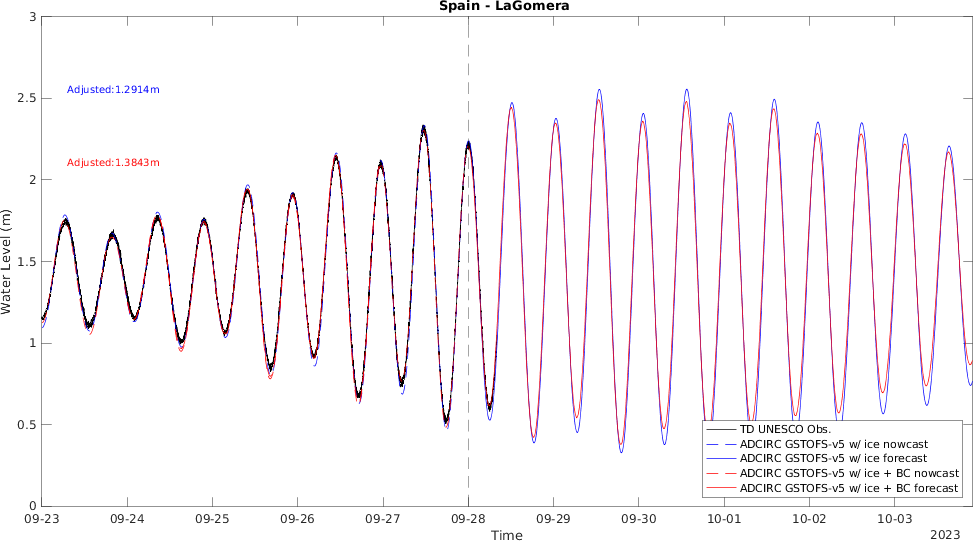 Spain - LaGomera
3
2.5
2
1.5
1
0.5
0
Water Level (m)
Adjusted:1.2914m
Adjusted:1.3843m
TD UNESCO Obs.
ADCIRC GSTOFS-v5 w/ ice nowcast
ADCIRC GSTOFS-v5 w/ ice forecast
ADCIRC GSTOFS-v5 w/ ice + BC nowcast
ADCIRC GSTOFS-v5 w/ ice + BC forecast
09-23 09-24 09-25 09-26 09-27 09-28 09-29 09-30 10-01 10-02 10-03
Time
2023